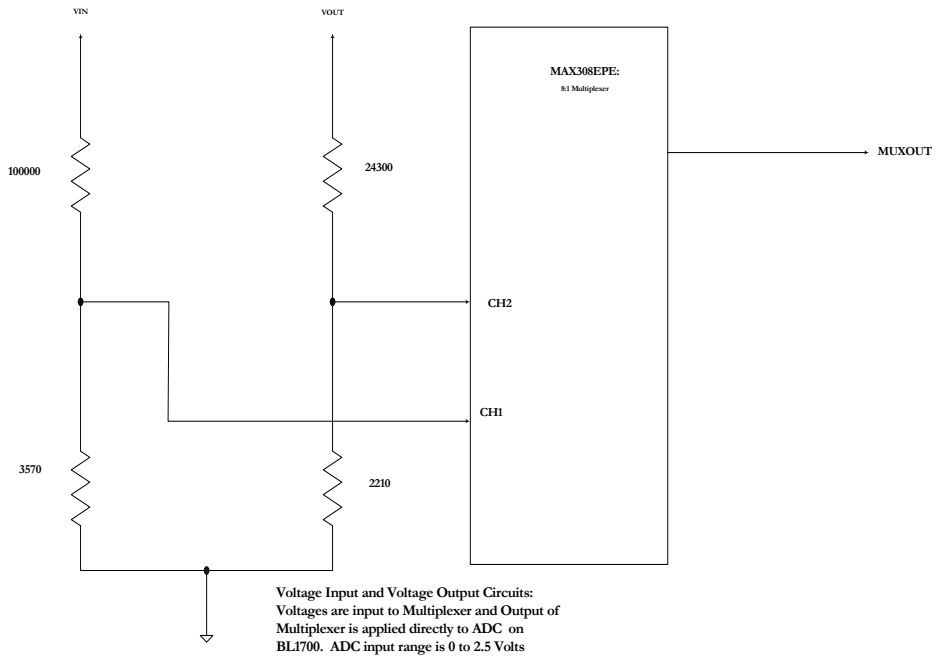 VIN
VOUT
MAX308EPE:
8:1 Multiplexer
MUXOUT
100000
24300
CH2
CH1
3570
2210
Voltage Input and Voltage Output Circuits:
Voltages are input to Multiplexer and Output of
Multiplexer is applied directly to ADC on
BL1700. ADC input range is 0 to 2.5 Volts